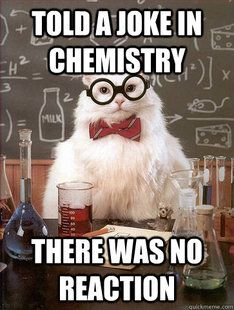 TOLD A JOKE IN
CHEMISTRY
H
C
MILK
THERE WAS NO
REACTION
quickmeme.com